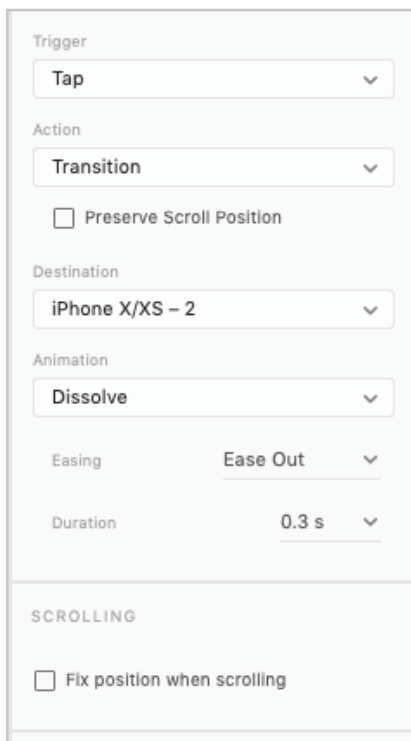 Trigger
Tap
Action
Transition
Preserve Scroll Position
Destination
iPhone X/XS – 2
Animation
Dissolve
Easing Ease Out
Duration 0.3 s
SCROLLING
Fix position when scrolling